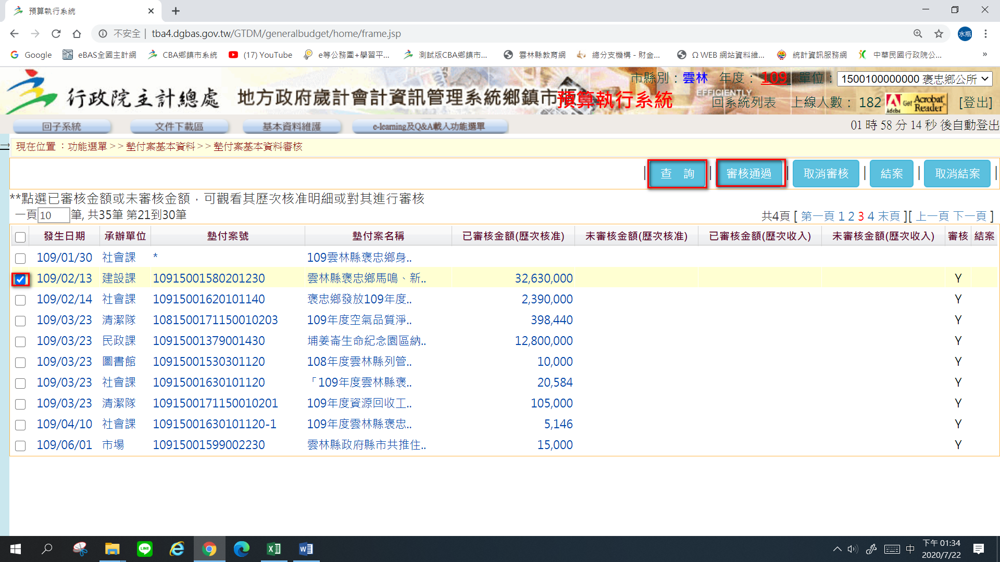 預算執行系統
不安全 | tba4.dgbas.gov.tw/GTDM/generalbudget/home/frame.jsp
水瓶
Google eBAS全國主計網 CBA鄉鎮市系統 (17) YouTube e等公務園+學習平... 測試版CBA鄉鎮市... 雲林縣教育網 總分支機構 - 財金... Ω WEB 網站資料維... 統計資訊服務網 中華民國行政院公... »
市縣別：雲林 年度： 109 單位： 1500100000000 褒忠鄉公所
行政院主計總處 地方政府歲計會計資訊管理系統鄉鎮市 預算執行系統
EFFICIENTLY
回系統列表 上線人數： 182 Adobe Get Acrobat Reader [登出]
回子系統 文件下載區 基本資料維護 e-learning及Q&A載入功能選單 01 時 58 分 14 秒 後自動登出
現在位置 ：功能選單>>墊付案基本資料>>墊付案基本資料審核
| 查 詢 | 審核通過 | 取消審核 | 結案 | 取消結案 |
**點選已審核金額或未審核金額，可觀看其歷次核准明細或對其進行審核
一頁 10 筆, 共35筆 第21到30筆 共4頁 [ 第一頁 1 2 3 4 末頁 ][ 上一頁 下一頁 ]
發生日期 承辦單位 墊付案號 墊付案名稱 已審核金額(歷次核准) 未審核金額(歷次核准) 已審核金額(歷次收入) 未審核金額(歷次收入) 審核 結案
109/01/30 社會課 * 109雲林縣褒忠鄉身..
109/02/13 建設課 10915001580201230 雲林縣褒忠鄉馬鳴、新.. 32,630,000 Y
109/02/14 社會課 10915001620101140 褒忠鄉發放109年度.. 2,390,000 Y
109/03/23 清潔隊 1081500171150010203 109年度空氣品質淨.. 398,440 Y
109/03/23 民政課 10915001379001430 埔姜崙生命紀念園區納.. 12,800,000 Y
109/03/23 圖書館 10915001530301120 108年度雲林縣列管.. 10,000 Y
109/03/23 社會課 10915001630101120 「109年度雲林縣褒.. 20,584 Y
109/03/23 清潔隊 1091500171150010201 109年度資源回收工.. 105,000 Y
109/04/10 社會課 10915001630101120-1 109年度雲林縣褒忠.. 5,146 Y
109/06/01 市場 10915001599002230 雲林縣政府縣市共推住.. 15,000 Y
LINE
中 下午 01:34
2020/7/22